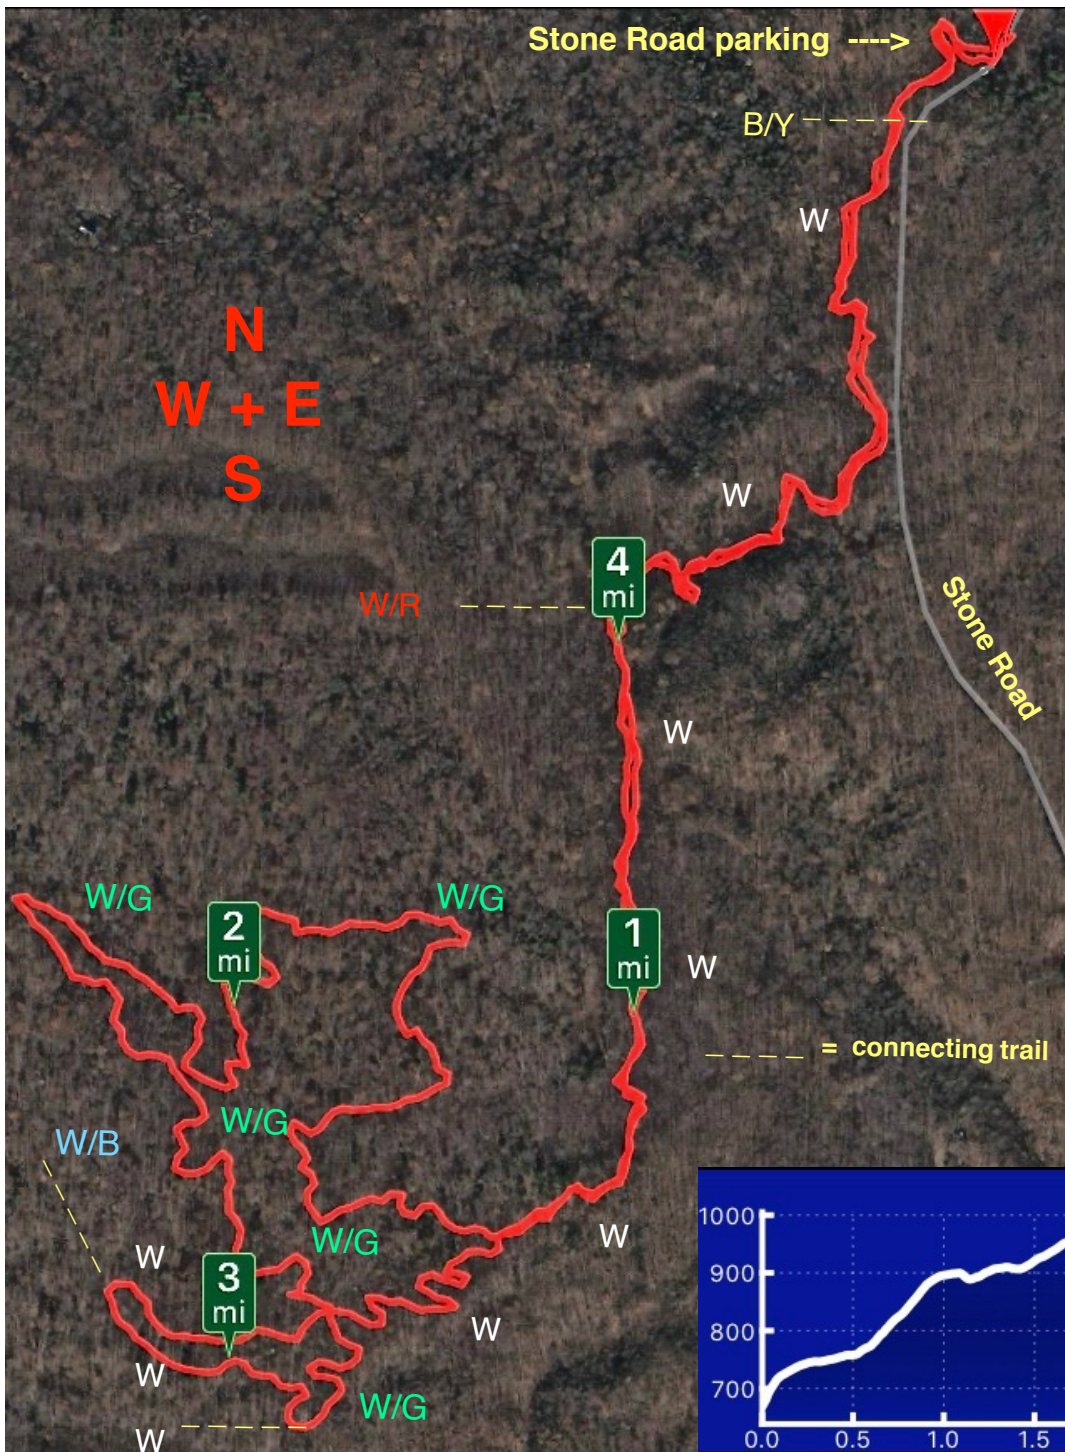 Stone Road parking ---->
B/Y
W
N
W + E
S
W
4
mi
W/R
Stone Road
W
W/G
W/G
2
mi
1
mi
W
= connecting trail
W/G
W/B
W/G
W
W
3
mi
W
W
W/G
W
1000
900
800
700
0.0 0.5 1.0 1.5